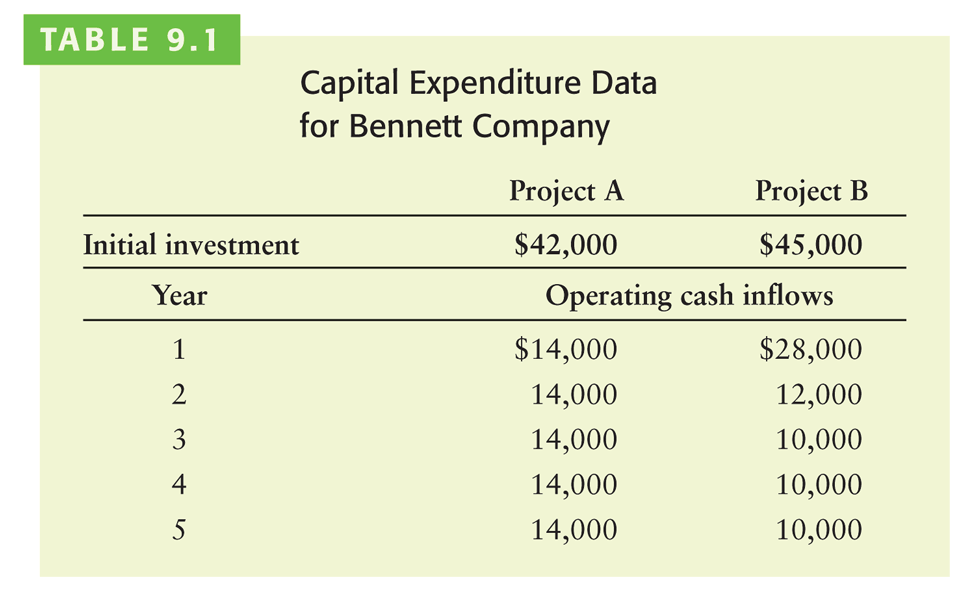 TABLE 9.1
Capital Expenditure Data
for Bennett Company
Project A Project B
Initial investment $42,000 $45,000
Year Operating cash inflows
1 $14,000 $28,000
2 14,000 12,000
3 14,000 10,000
4 14,000 10,000
5 14,000 10,000